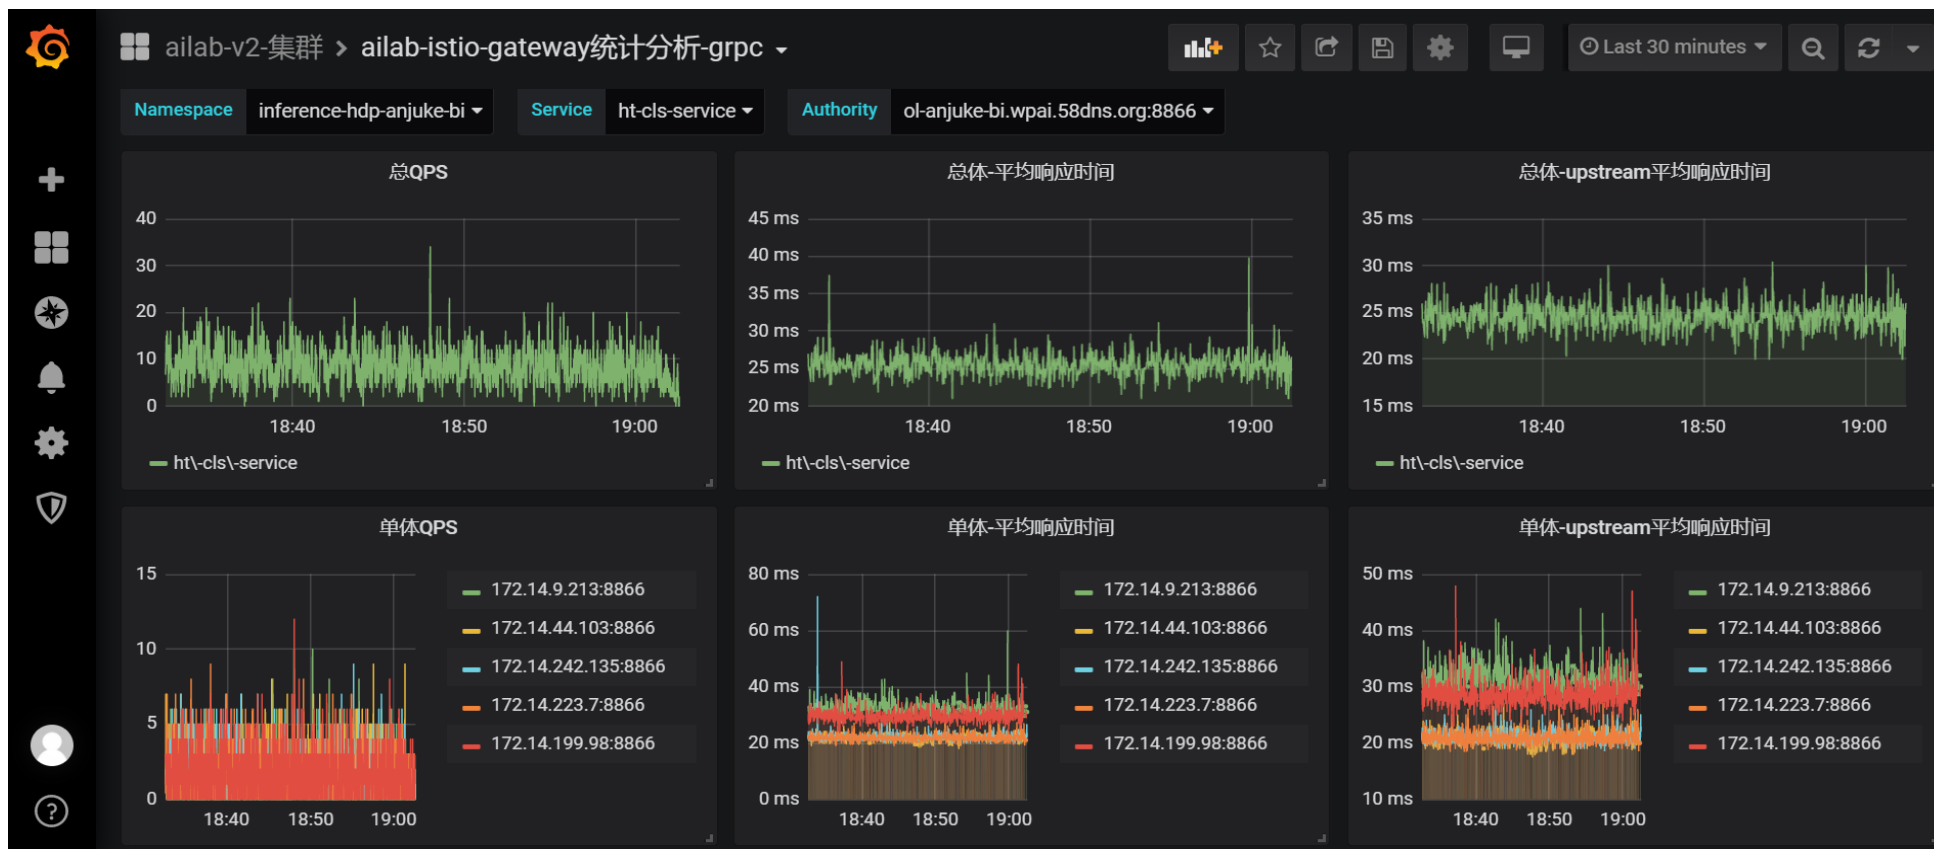 ailab-v2-集群 > ailab-istio-gateway统计分析-grpc
Last 30 minutes
Namespace inference-hdp-anjuke-bi Service ht-cls-service Authority ol-anjuke-bi.wpai.58dns.org:8866
总QPS
40
30
20
10
0
18:40 18:50 19:00
ht\-cls\-service
总体-平均响应时间
45 ms
40 ms
35 ms
30 ms
25 ms
20 ms
18:40 18:50 19:00
ht\-cls\-service
总体-upstream平均响应时间
35 ms
30 ms
25 ms
20 ms
15 ms
18:40 18:50 19:00
ht\-cls\-service
单体QPS
15
10
5
0
18:40 18:50 19:00
172.14.9.213:8866
172.14.44.103:8866
172.14.242.135:8866
172.14.223.7:8866
172.14.199.98:8866
单体-平均响应时间
80 ms
60 ms
40 ms
20 ms
0 ms
18:40 18:50 19:00
172.14.9.213:8866
172.14.44.103:8866
172.14.242.135:8866
172.14.223.7:8866
172.14.199.98:8866
单体-upstream平均响应时间
50 ms
40 ms
30 ms
20 ms
10 ms
18:40 18:50 19:00
172.14.9.213:8866
172.14.44.103:8866
172.14.242.135:8866
172.14.223.7:8866
172.14.199.98:8866